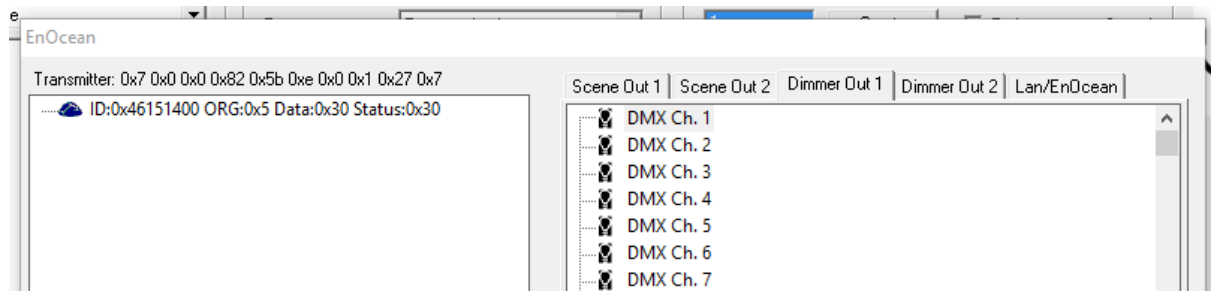 EnOcean
Transmitter: 0x7 0x0 0x0 0x82 0x5b 0xe 0x0 0x1 0x27 0x7
ID:0x46151400 ORG:0x5 Data:0x30 Status:0x30
Scene Out 1 Scene Out 2 Dimmer Out 1 Dimmer Out 2 Lan/EnOcean
DMX Ch. 1
DMX Ch. 2
DMX Ch. 3
DMX Ch. 4
DMX Ch. 5
DMX Ch. 6
DMX Ch. 7